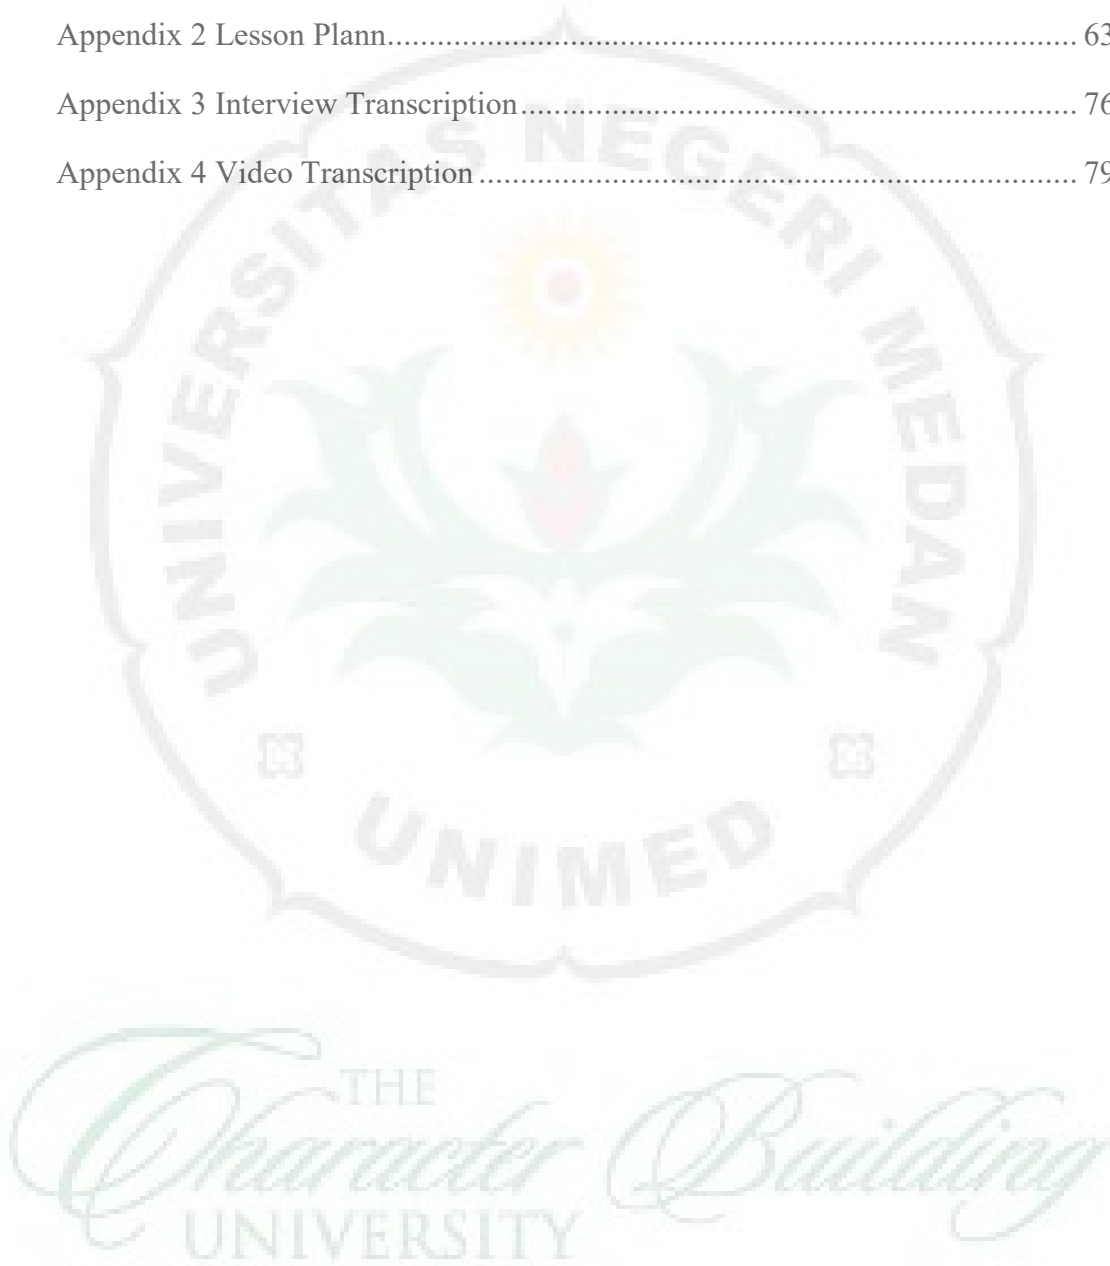 Appendix 2 Lesson Plann........................................................................................ 63
Appendix 3 Interview Transcription....................................................................... 76
Appendix 4 Video Transcription............................................................................ 79
UNIVERSITAS NEGERI MEDAN
UNIMED
THE
Character Building
UNIVERSITY